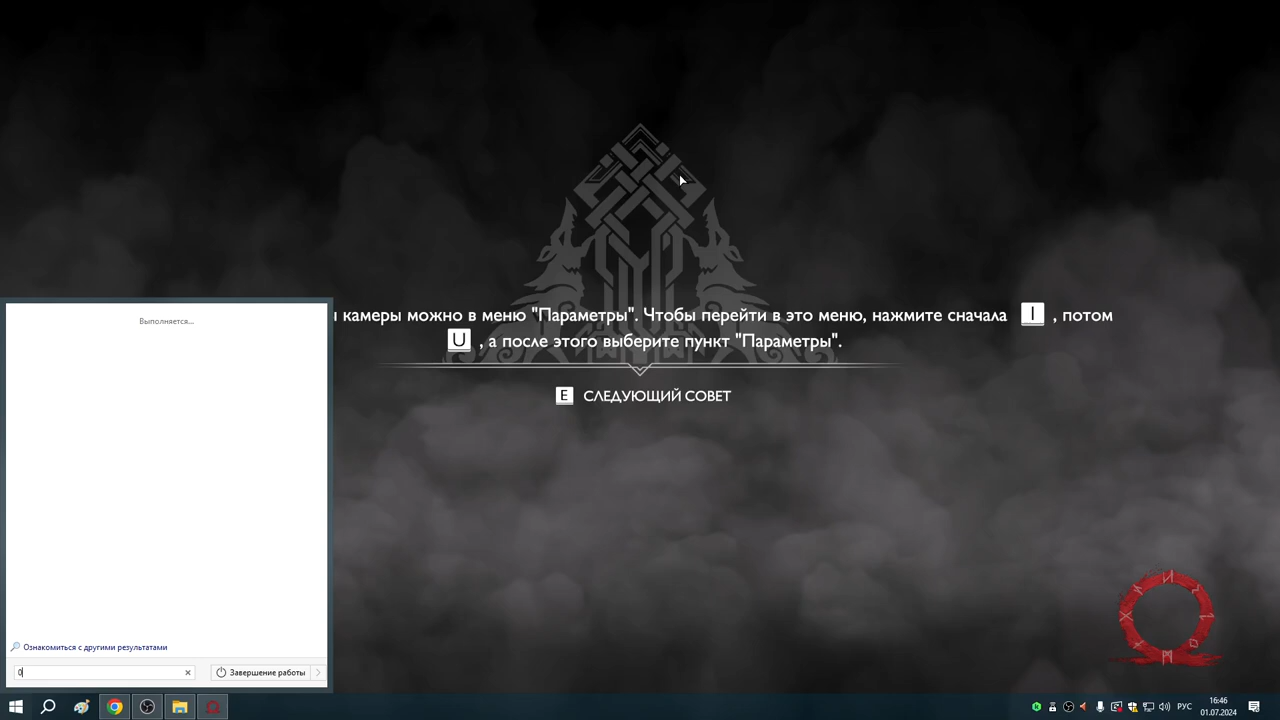 и камеры можно в меню "Параметры". Чтобы перейти в это меню, нажмите сначала I , потом
U , а после этого выберите пункт "Параметры".
E СЛЕДУЮЩИЙ СОВЕТ
Выполняется...
Ознакомиться с другими результатами
0
Завершение работы
РУС
16:46
01.07.2024